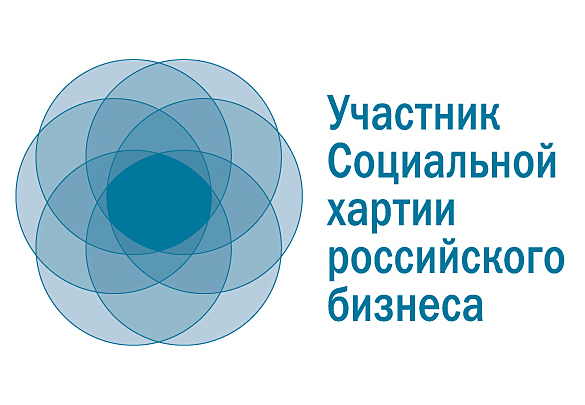 Участник
Социальной
хартии
российского
бизнеса